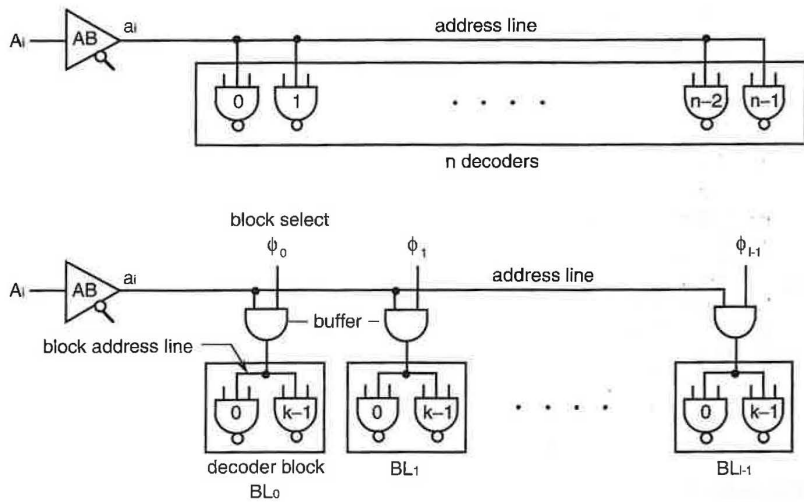 Ai AB ai address line
0 1 . . . . n–2 n–1
n decoders
block select
ϕ0 ϕ1 ϕl-1
Ai AB ai address line
buffer
block address line
0 k–1 0 k–1 . . . . 0 k–1
decoder block BL1 BLl-1
BL0